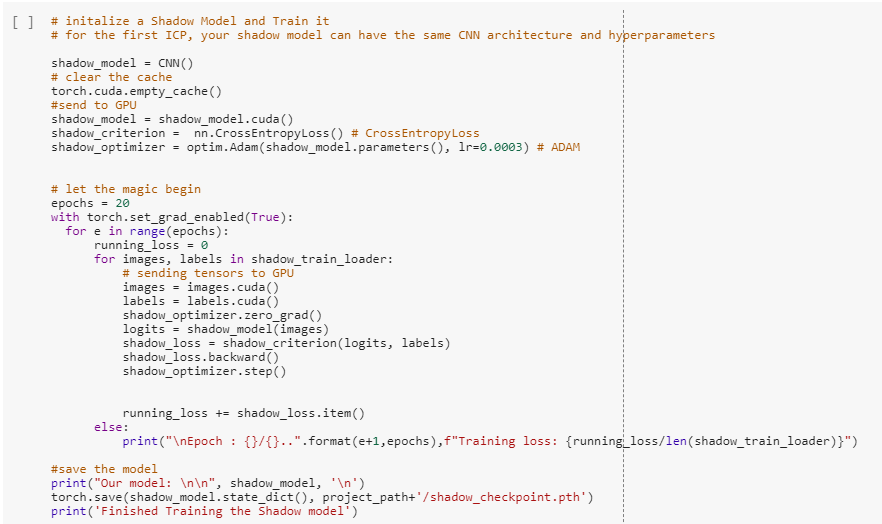 [ ] # initalize a Shadow Model and Train it
# for the first ICP, your shadow model can have the same CNN architecture and hyperparameters
shadow_model = CNN()
# clear the cache
torch.cuda.empty_cache()
#send to GPU
shadow_model = shadow_model.cuda()
shadow_criterion =  nn.CrossEntropyLoss() # CrossEntropyLoss
shadow_optimizer = optim.Adam(shadow_model.parameters(), lr=0.0003) # ADAM
# let the magic begin
epochs = 20
with torch.set_grad_enabled(True):
  for e in range(epochs):
      running_loss = 0
      for images, labels in shadow_train_loader:
          # sending tensors to GPU
          images = images.cuda()
          labels = labels.cuda()
          shadow_optimizer.zero_grad()
          logits = shadow_model(images)
          shadow_loss = shadow_criterion(logits, labels)
          shadow_loss.backward()
          shadow_optimizer.step()
          running_loss += shadow_loss.item()
      else:
          print("\nEpoch : {}/{}..".format(e+1,epochs),f"Training loss: {running_loss/len(shadow_train_loader)}")
#save the model
print("Our model: \n\n", shadow_model, '\n')
torch.save(shadow_model.state_dict(), project_path+'/shadow_checkpoint.pth')
print('Finished Training the Shadow model')